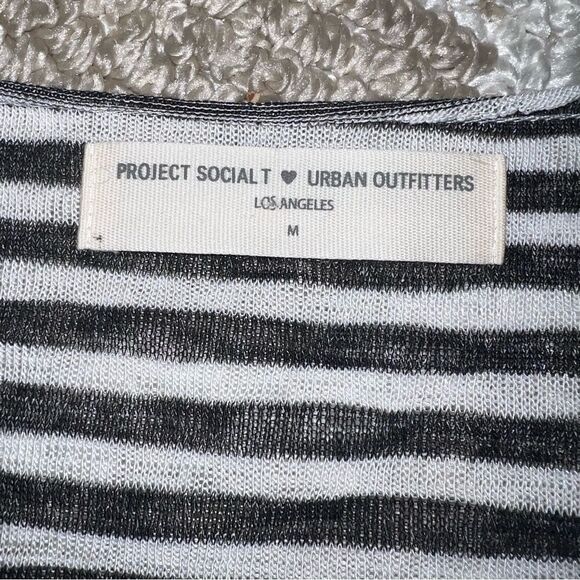 PROJECT SOCIAL T ♥ URBAN OUTFITTERS
LOS ANGELES
M